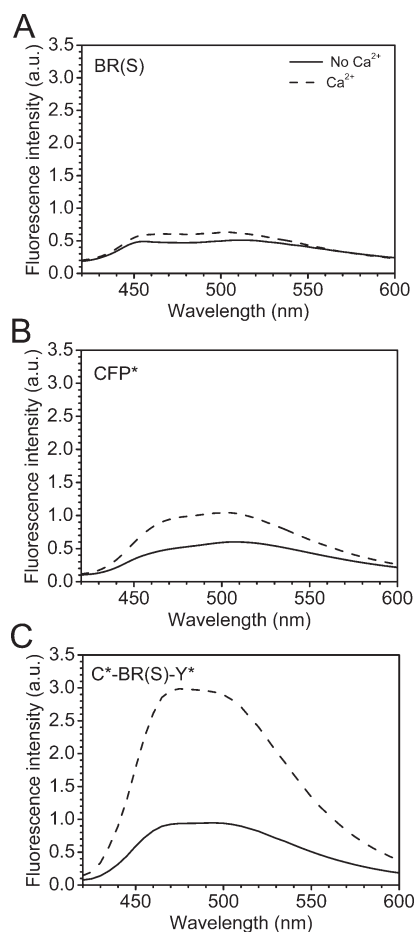 A
BR(S)
No Ca²⁺
Ca²⁺
Fluorescence intensity (a.u.)
3.5
3.0
2.5
2.0
1.5
1.0
0.5
0.0
450 500 550 600
Wavelength (nm)
B
CFP*
Fluorescence intensity (a.u.)
3.5
3.0
2.5
2.0
1.5
1.0
0.5
0.0
450 500 550 600
Wavelength (nm)
C
C*-BR(S)-Y*
Fluorescence intensity (a.u.)
3.5
3.0
2.5
2.0
1.5
1.0
0.5
0.0
450 500 550 600
Wavelength (nm)